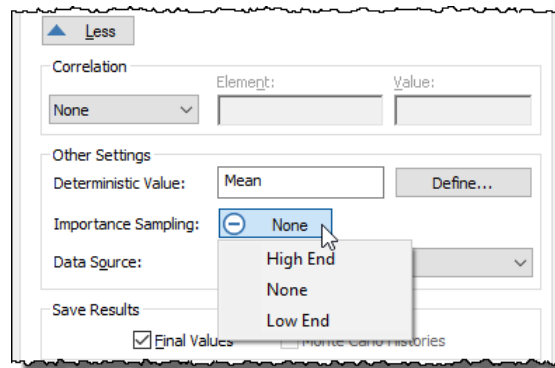 Less
Correlation
Element: Value:
None
Other Settings
Deterministic Value: Mean Define...
Importance Sampling: None
High End
Data Source:
None
Save Results
Low End
Final Values Monte Carlo Histories